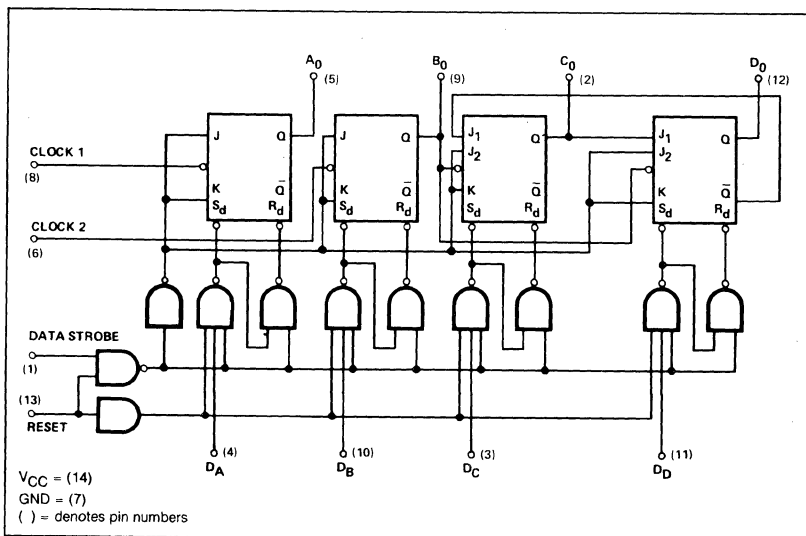 A0 (5)
B0 (9)
C0 (2)
D0 (12)
J Q
K Q̅
Sd Rd
J Q
K Q̅
Sd Rd
J1 Q
J2
K Q̅
Sd Rd
J1 Q
J2
K Q̅
Sd Rd
CLOCK 1
(8)
CLOCK 2
(6)
DATA STROBE
(1)
(13)
RESET
DA (4)
DB (10)
DC (3)
DD (11)
VCC = (14)
GND = (7)
( ) = denotes pin numbers